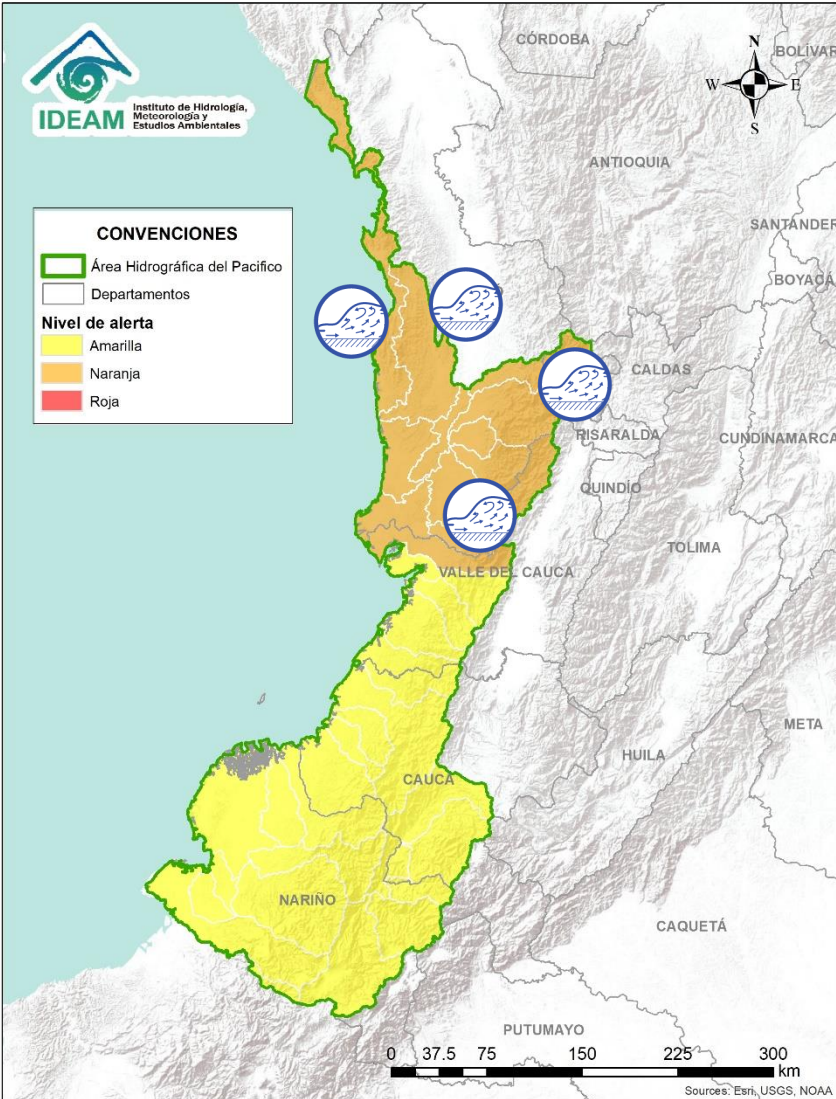 IDEAM
Instituto de Hidrología,
Meteorología y
Estudios Ambientales
CÓRDOBA
BOLÍVAR
N
W
E
S
ANTIOQUIA
SANTANDER
BOYACÁ
CONVENCIONES
Área Hidrográfica del Pacifico
Departamentos
Nivel de alerta
Amarilla
Naranja
Roja
CALDAS
RISARALDA
CUNDINAMARCA
QUINDÍO
TOLIMA
VALLE DEL CAUCA
META
HUILA
CAUCA
NARIÑO
CAQUETÁ
PUTUMAYO
0 37.5 75 150 225 300
km
Sources: Esri, USGS, NOAA